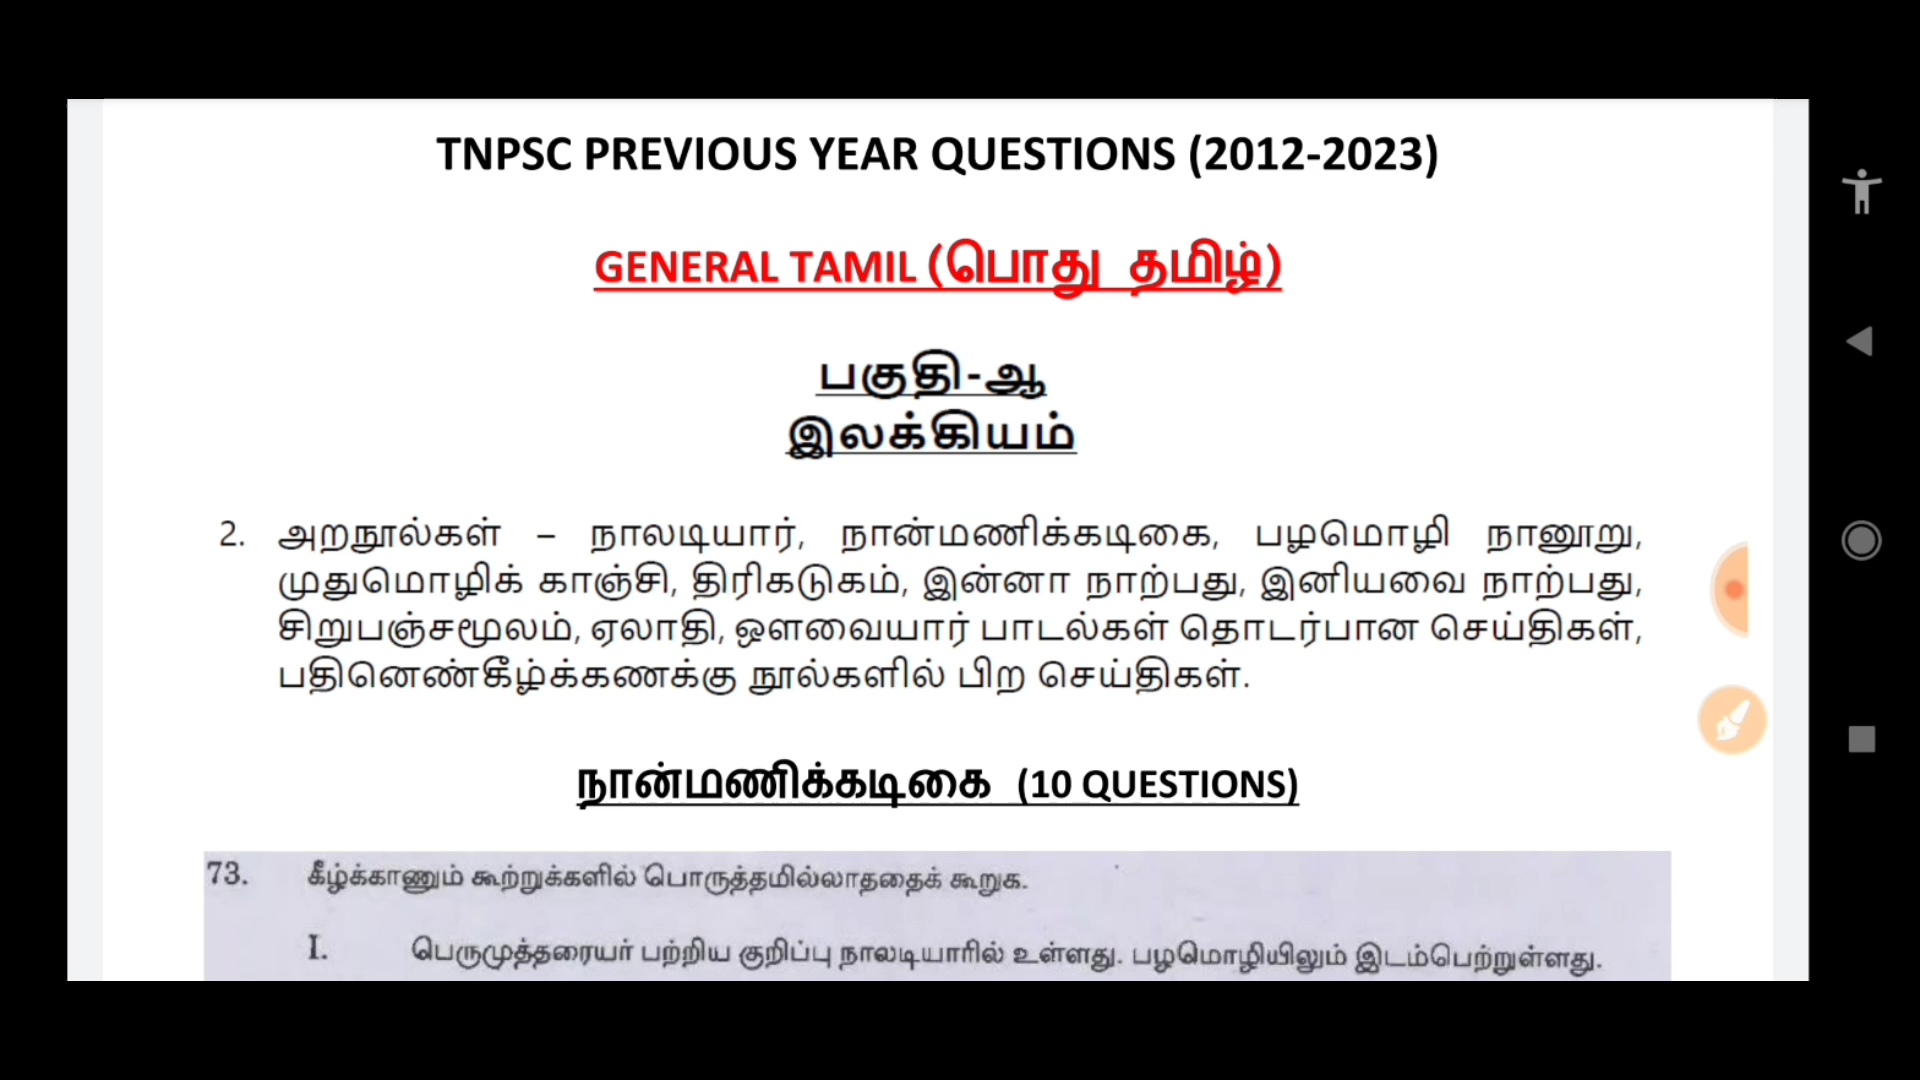 TNPSC PREVIOUS YEAR QUESTIONS (2012-2023)
GENERAL TAMIL (பொது தமிழ்)
பகுதி-ஆ
இலக்கியம்
2. அறநூல்கள் – நாலடியார், நான்மணிக்கடிகை, பழமொழி நானூறு,
முதுமொழிக் காஞ்சி, திரிகடுகம், இன்னா நாற்பது, இனியவை நாற்பது,
சிறுபஞ்சமூலம், ஏலாதி, ஔவையார் பாடல்கள் தொடர்பான செய்திகள்,
பதினெண்கீழ்க்கணக்கு நூல்களில் பிற செய்திகள்.
நான்மணிக்கடிகை (10 QUESTIONS)
73. கீழ்க்காணும் கூற்றுக்களில் பொருத்தமில்லாததைக் கூறுக.
I. பெருமுத்தரையர் பற்றிய குறிப்பு நாலடியாரில் உள்ளது. பழமொழியிலும் இடம்பெற்றுள்ளது.